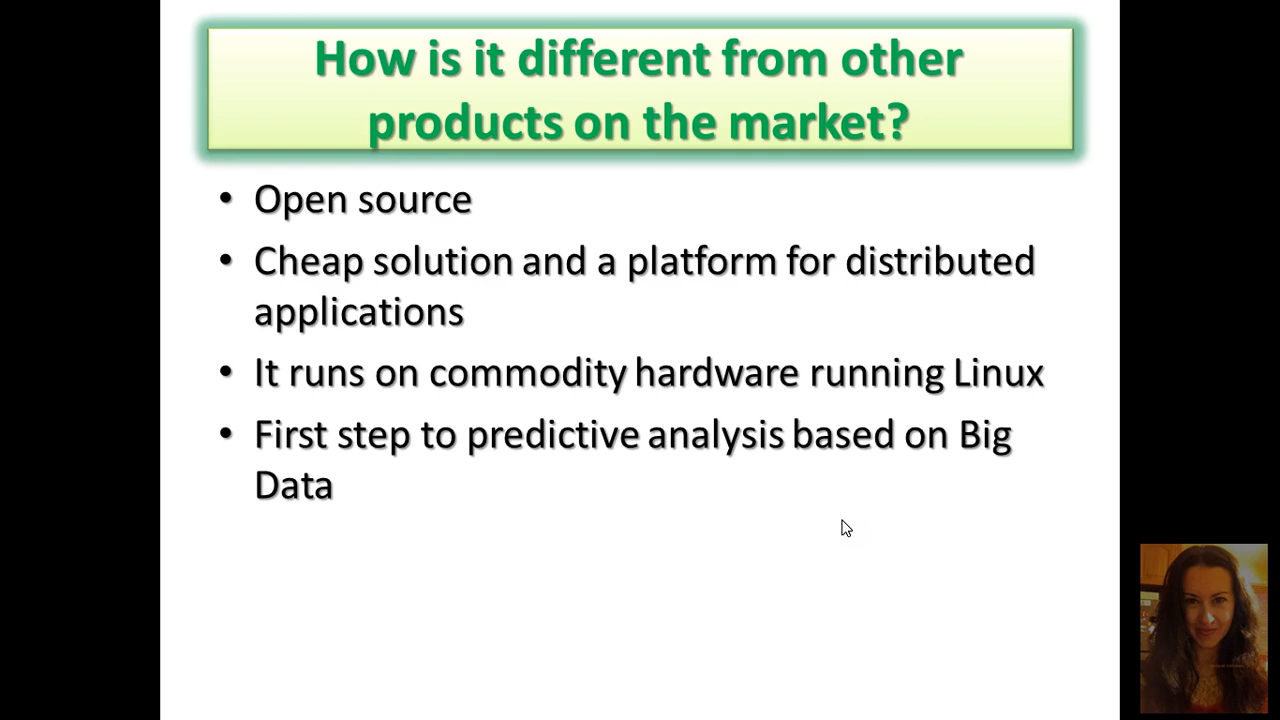 How is it different from other
products on the market?
• Open source
• Cheap solution and a platform for distributed
applications
• It runs on commodity hardware running Linux
• First step to predictive analysis based on Big
Data